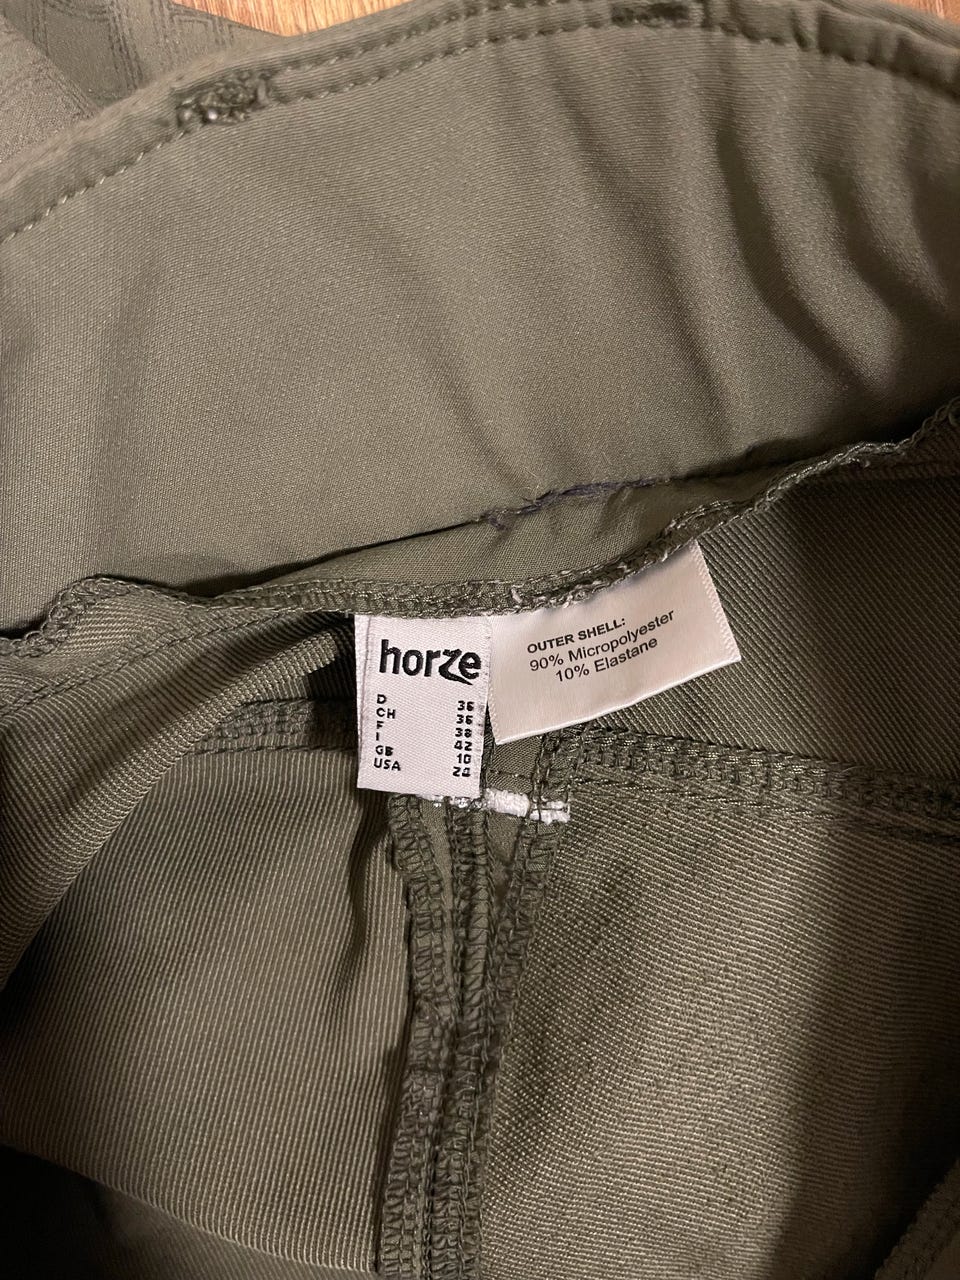 horze
D 36
CH 36
F 38
I 42
GB 10
USA 24
OUTER SHELL:
90% Micropolyester
10% Elastane